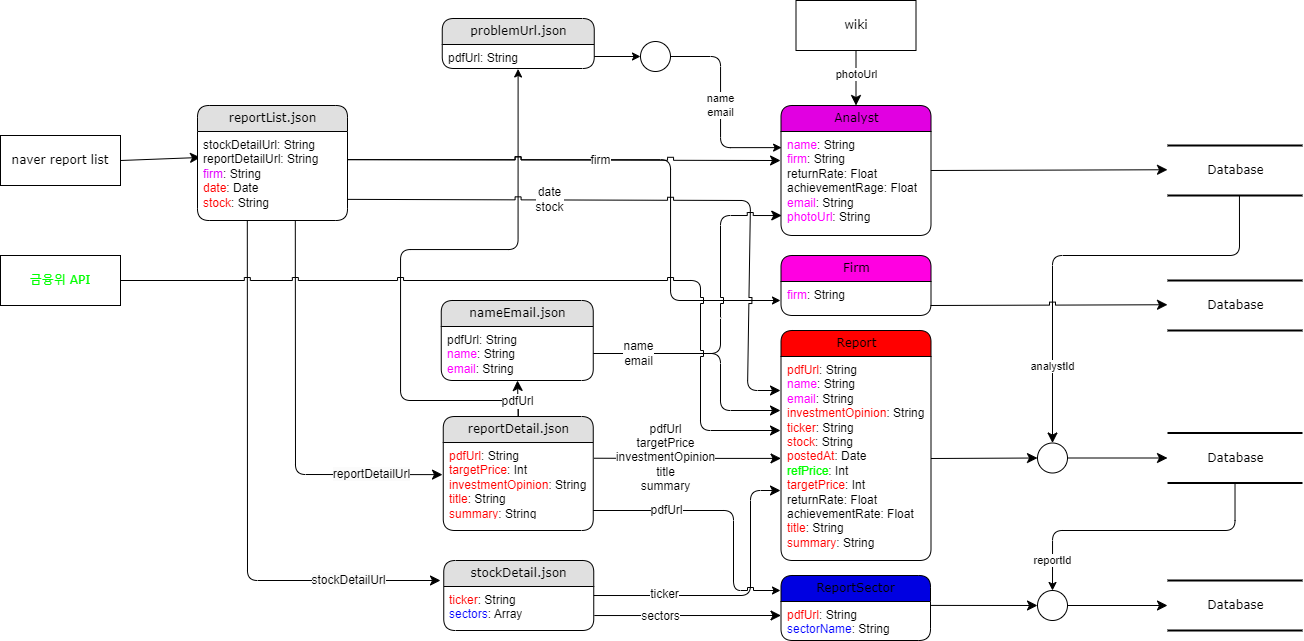 problemUrl.json
pdfUrl: String
wiki
photoUrl
name
email
reportList.json
stockDetailUrl: String
reportDetailUrl: String
firm: String
date: Date
stock: String
naver report list
금융위 API
firm
date
stock
Analyst
name: String
firm: String
returnRate: Float
achievementRage: Float
email: String
photoUrl: String
Database
Firm
firm: String
Database
nameEmail.json
pdfUrl: String
name: String
email: String
name
email
pdfUrl
reportDetail.json
pdfUrl: String
targetPrice: Int
investmentOpinion: String
title: String
summary: String
reportDetailUrl
pdfUrl
targetPrice
investmentOpinion
title
summary
pdfUrl
Report
pdfUrl: String
name: String
email: String
investmentOpinion: String
ticker: String
stock: String
postedAt: Date
refPrice: Int
targetPrice: Int
returnRate: Float
achievementRate: Float
title: String
summary: String
analystId
Database
stockDetailUrl
stockDetail.json
ticker: String
sectors: Array
ticker
sectors
ReportSector
pdfUrl: String
sectorName: String
reportId
Database